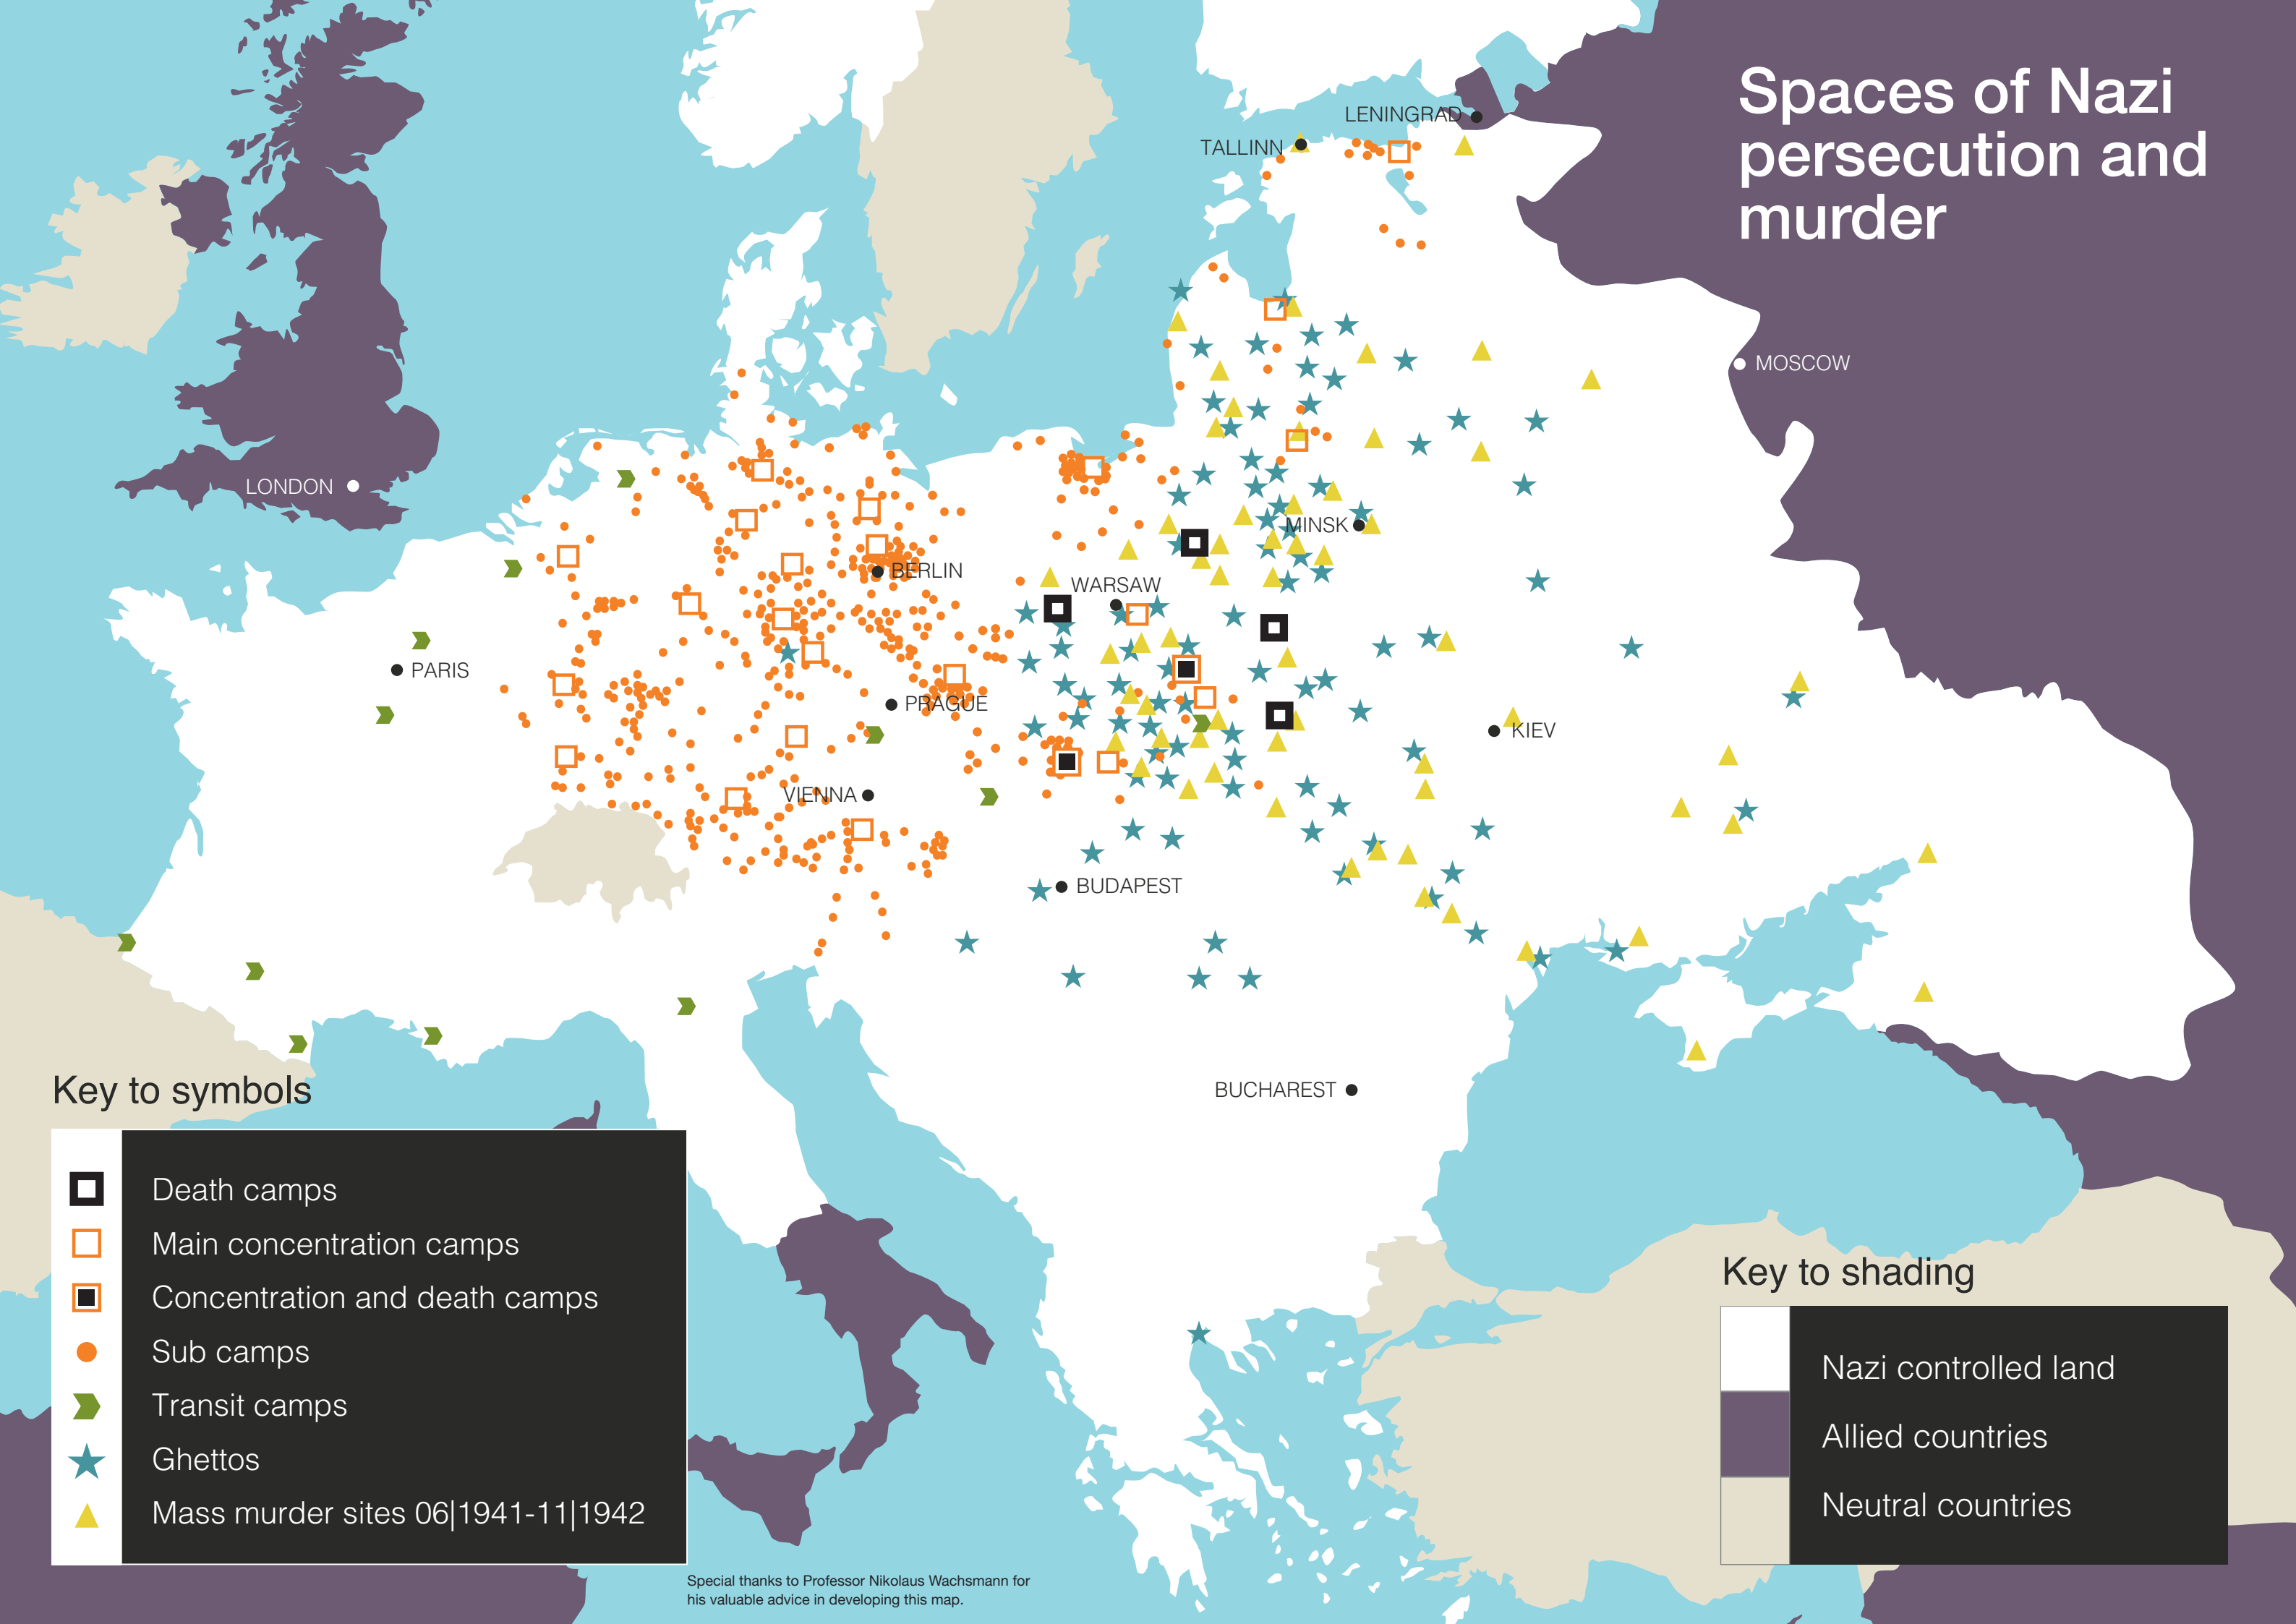 Spaces of Nazi
persecution and
murder
LENINGRAD
TALLINN
MOSCOW
LONDON
MINSK
BERLIN
WARSAW
PARIS
PRAGUE
KIEV
VIENNA
BUDAPEST
BUCHAREST
Key to symbols
Death camps
Main concentration camps
Concentration and death camps
Sub camps
Transit camps
Ghettos
Mass murder sites 06|1941-11|1942
Key to shading
Nazi controlled land
Allied countries
Neutral countries
Special thanks to Professor Nikolaus Wachsmann for
his valuable advice in developing this map.